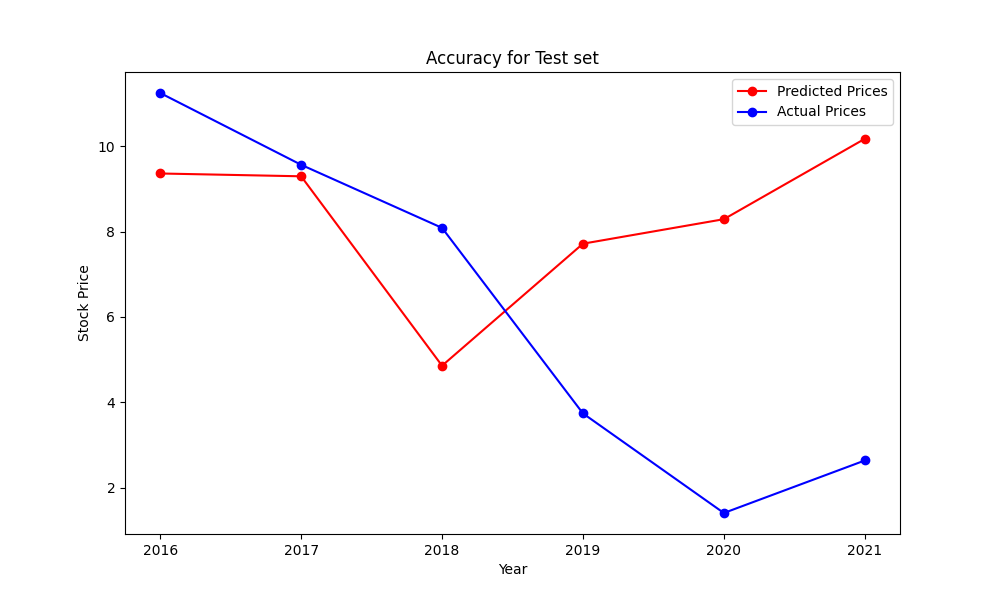 Accuracy for Test set
Predicted Prices
Actual Prices
Stock Price
10
8
6
4
2
2016 2017 2018 2019 2020 2021
Year